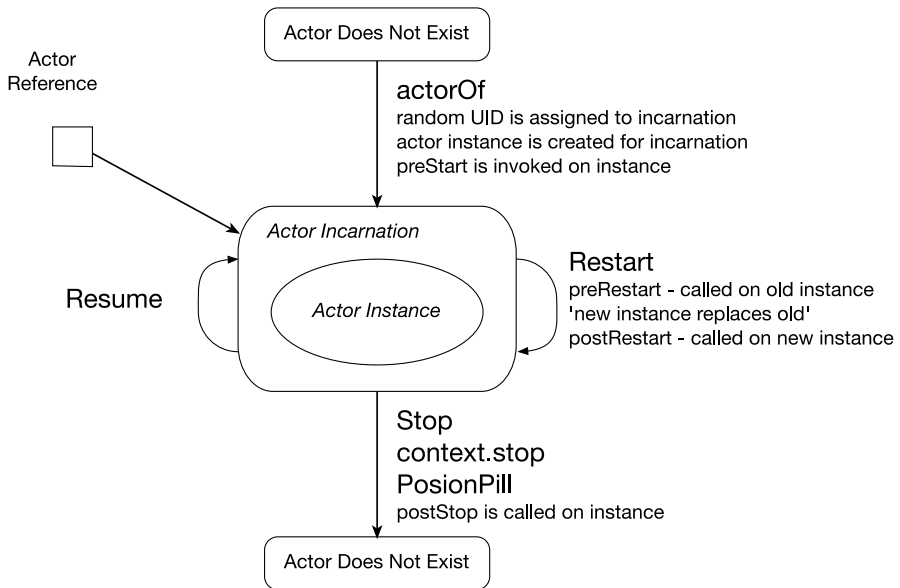 Actor Does Not Exist
Actor
Reference
actorOf
random UID is assigned to incarnation
actor instance is created for incarnation
preStart is invoked on instance
Actor Incarnation
Actor Instance
Resume
Restart
preRestart - called on old instance
'new instance replaces old'
postRestart - called on new instance
Stop
context.stop
PosionPill
postStop is called on instance
Actor Does Not Exist